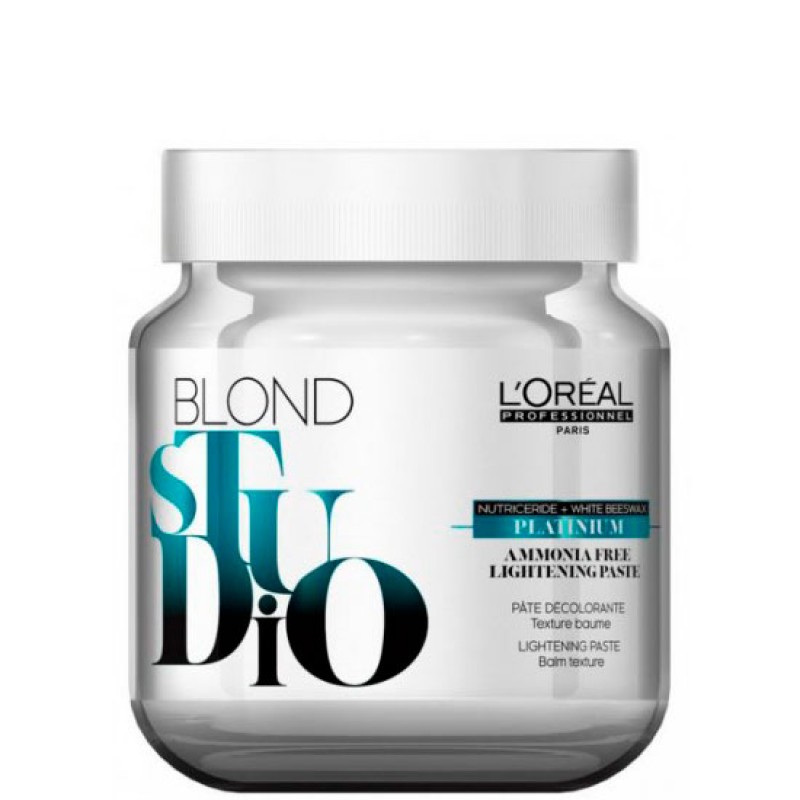 BLOND
STUDiO
L'ORÉAL
PROFESSIONNEL
PARIS
NUTRICERIDE + WHITE BEESWAX
PLATINIUM
AMMONIA FREE
LIGHTENING PASTE
PÂTE DÉCOLORANTE
Texture baume
LIGHTENING PASTE
Balm texture